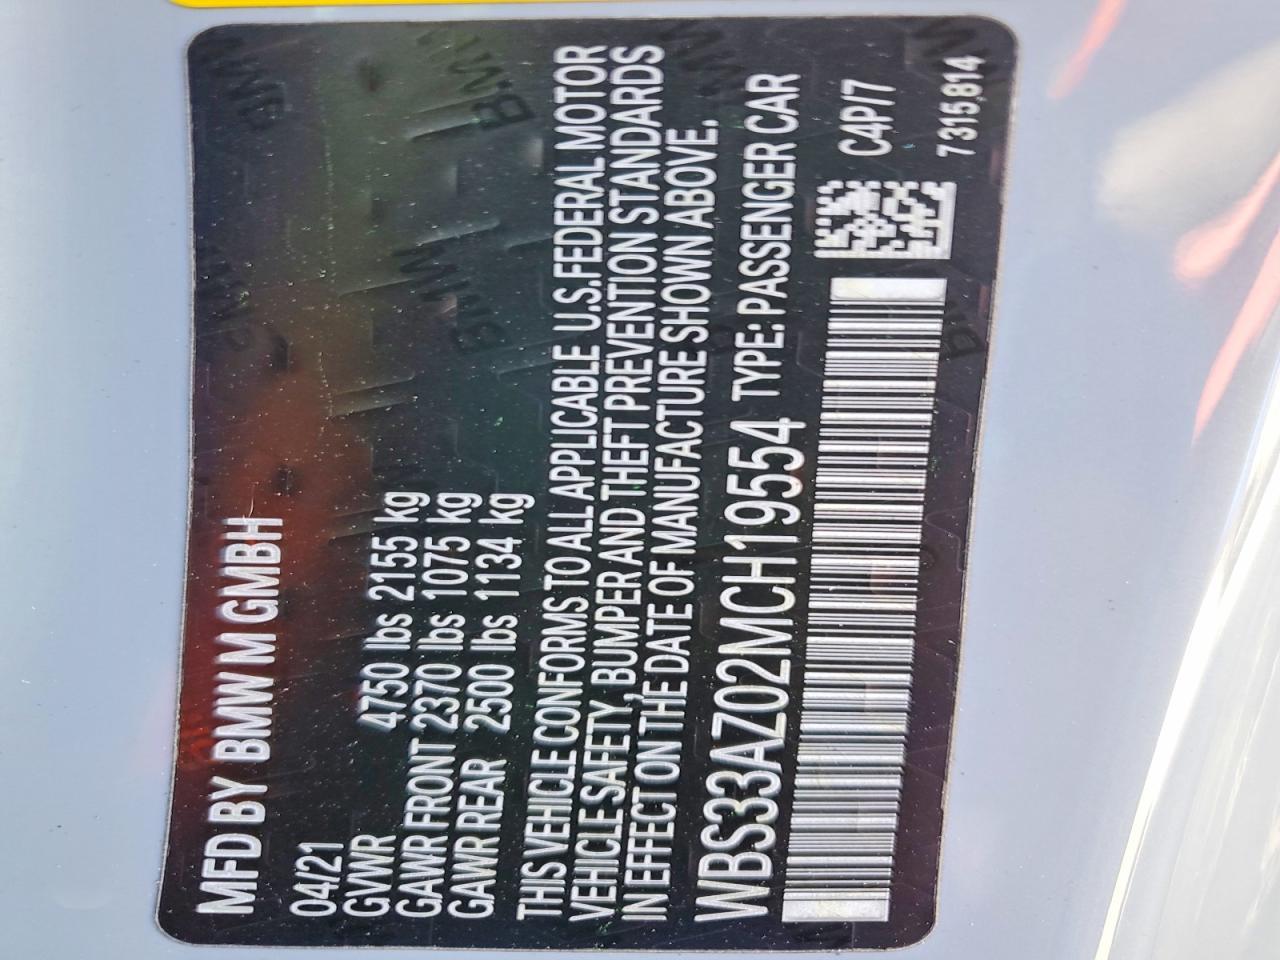 MFD BY BMW M GMBH
04/21
GVWR 4750 lbs 2155 kg
GAWR FRONT 2370 lbs 1075 kg
GAWR REAR 2500 lbs 1134 kg
THIS VEHICLE CONFORMS TO ALL APPLICABLE U.S.FEDERAL MOTOR
VEHICLE SAFETY, BUMPER AND THEFT PREVENTION STANDARDS
IN EFFECT ON THE DATE OF MANUFACTURE SHOWN ABOVE.
WBS33AZ02MCH19554 TYPE: PASSENGER CAR
C4P/7
7 315,814